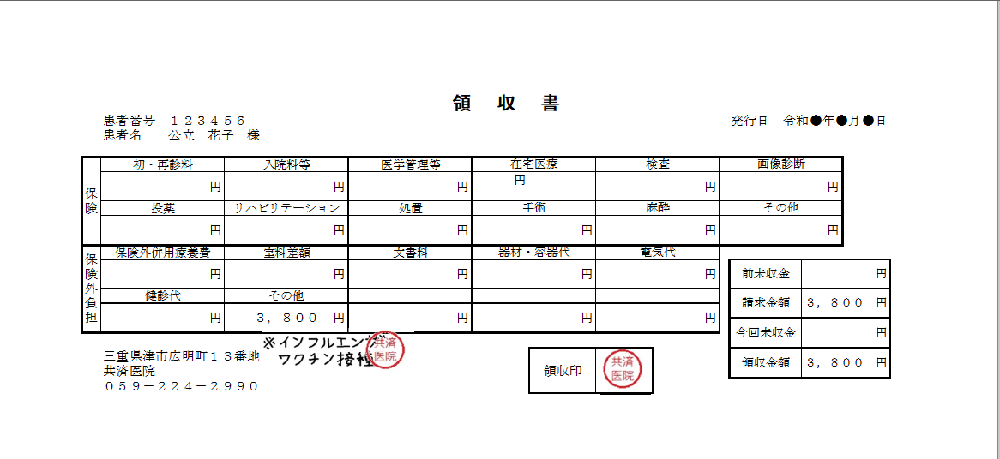 領　収　書
患者番号　１２３４５６
発行日　令和●年●月●日
患者名　　公立　花子　様
保険
初・再診料　入院料等　医学管理等　在宅医療　検査　画像診断
円　円　円　円　円　円
投薬　リハビリテーション　処置　手術　麻酔　その他
円　円　円　円　円　円
保険外負担
保険外併用療養費　室料差額　文書料　器材・容器代　電気代
円　円　円　円　円
健診代　その他
円　３，８００　円　円　円　円
前未収金　円
請求金額　３，８００　円
今回未収金　円
領収金額　３，８００　円
※インフルエンザ
ワクチン接種
共済
医院
三重県津市広明町１３番地
共済医院
０５９－２２４－２９９０
領収印
共済
医院